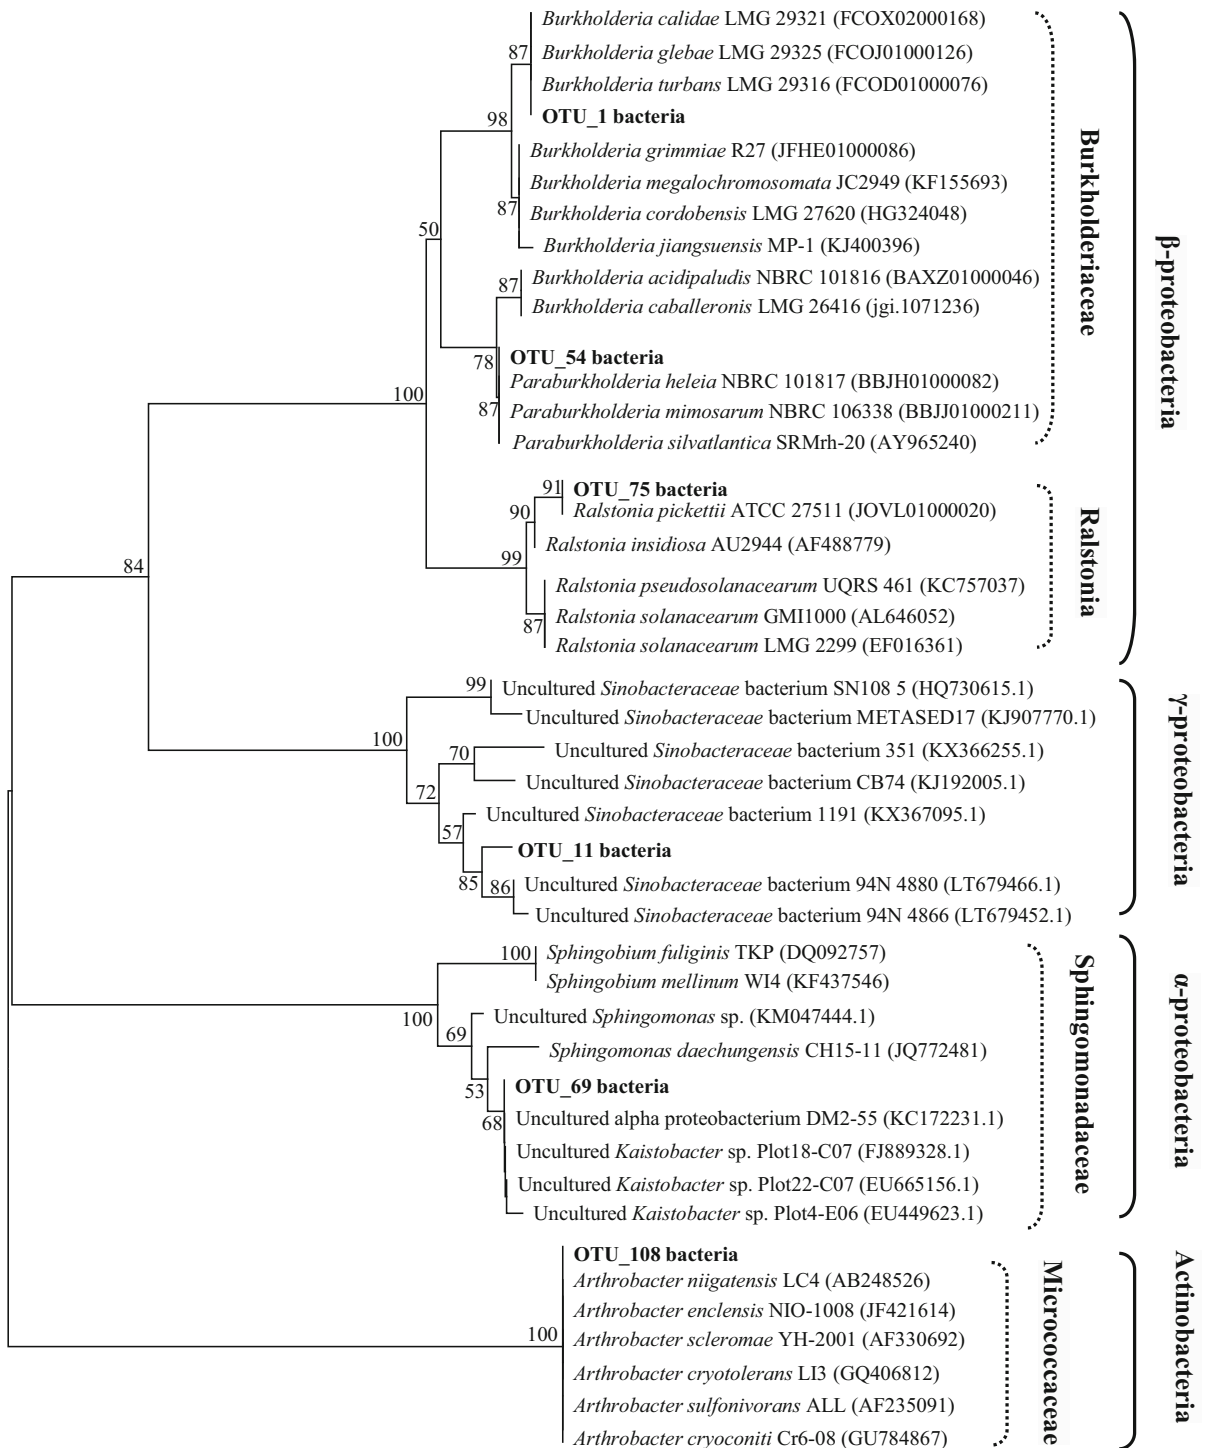 Burkholderia calidae LMG 29321 (FCOX02000168)
87
Burkholderia glebae LMG 29325 (FCOJ01000126)
Burkholderia turbans LMG 29316 (FCOD01000076)
98
OTU_1 bacteria
Burkholderia grimmiae R27 (JFHE01000086)
Burkholderia megalochromosomata JC2949 (KF155693)
87
Burkholderia cordobensis LMG 27620 (HG324048)
50
Burkholderia jiangsuensis MP-1 (KJ400396)
Burkholderia acidipaludis NBRC 101816 (BAXZ01000046)
87
Burkholderia caballeronis LMG 26416 (jgi.1071236)
78
OTU_54 bacteria
Paraburkholderia heleia NBRC 101817 (BBJH01000082)
100
87
Paraburkholderia mimosarum NBRC 106338 (BBJJ01000211)
Paraburkholderia silvatlantica SRMrh-20 (AY965240)
Burkholderiaceae
β-proteobacteria
91
OTU_75 bacteria
90
Ralstonia pickettii ATCC 27511 (JOVL01000020)
Ralstonia insidiosa AU2944 (AF488779)
99
84
Ralstonia pseudosolanacearum UQRS 461 (KC757037)
Ralstonia solanacearum GMI1000 (AL646052)
87
Ralstonia solanacearum LMG 2299 (EF016361)
Ralstonia
99
Uncultured Sinobacteraceae bacterium SN108 5 (HQ730615.1)
Uncultured Sinobacteraceae bacterium METASED17 (KJ907770.1)
100
70
Uncultured Sinobacteraceae bacterium 351 (KX366255.1)
Uncultured Sinobacteraceae bacterium CB74 (KJ192005.1)
72
Uncultured Sinobacteraceae bacterium 1191 (KX367095.1)
57
OTU_11 bacteria
85
86
Uncultured Sinobacteraceae bacterium 94N 4880 (LT679466.1)
Uncultured Sinobacteraceae bacterium 94N 4866 (LT679452.1)
γ-proteobacteria
100
Sphingobium fuliginis TKP (DQ092757)
Sphingobium mellinum WI4 (KF437546)
100
Uncultured Sphingomonas sp. (KM047444.1)
69
Sphingomonas daechungensis CH15-11 (JQ772481)
53
OTU_69 bacteria
68
Uncultured alpha proteobacterium DM2-55 (KC172231.1)
Uncultured Kaistobacter sp. Plot18-C07 (FJ889328.1)
Uncultured Kaistobacter sp. Plot22-C07 (EU665156.1)
Uncultured Kaistobacter sp. Plot4-E06 (EU449623.1)
Sphingomonadaceae
α-proteobacteria
OTU_108 bacteria
Arthrobacter niigatensis LC4 (AB248526)
Arthrobacter enclensis NIO-1008 (JF421614)
100
Arthrobacter scleromae YH-2001 (AF330692)
Arthrobacter cryotolerans LI3 (GQ406812)
Arthrobacter sulfonivorans ALL (AF235091)
Arthrobacter cryoconiti Cr6-08 (GU784867)
Micrococcaceae
Actinobacteria